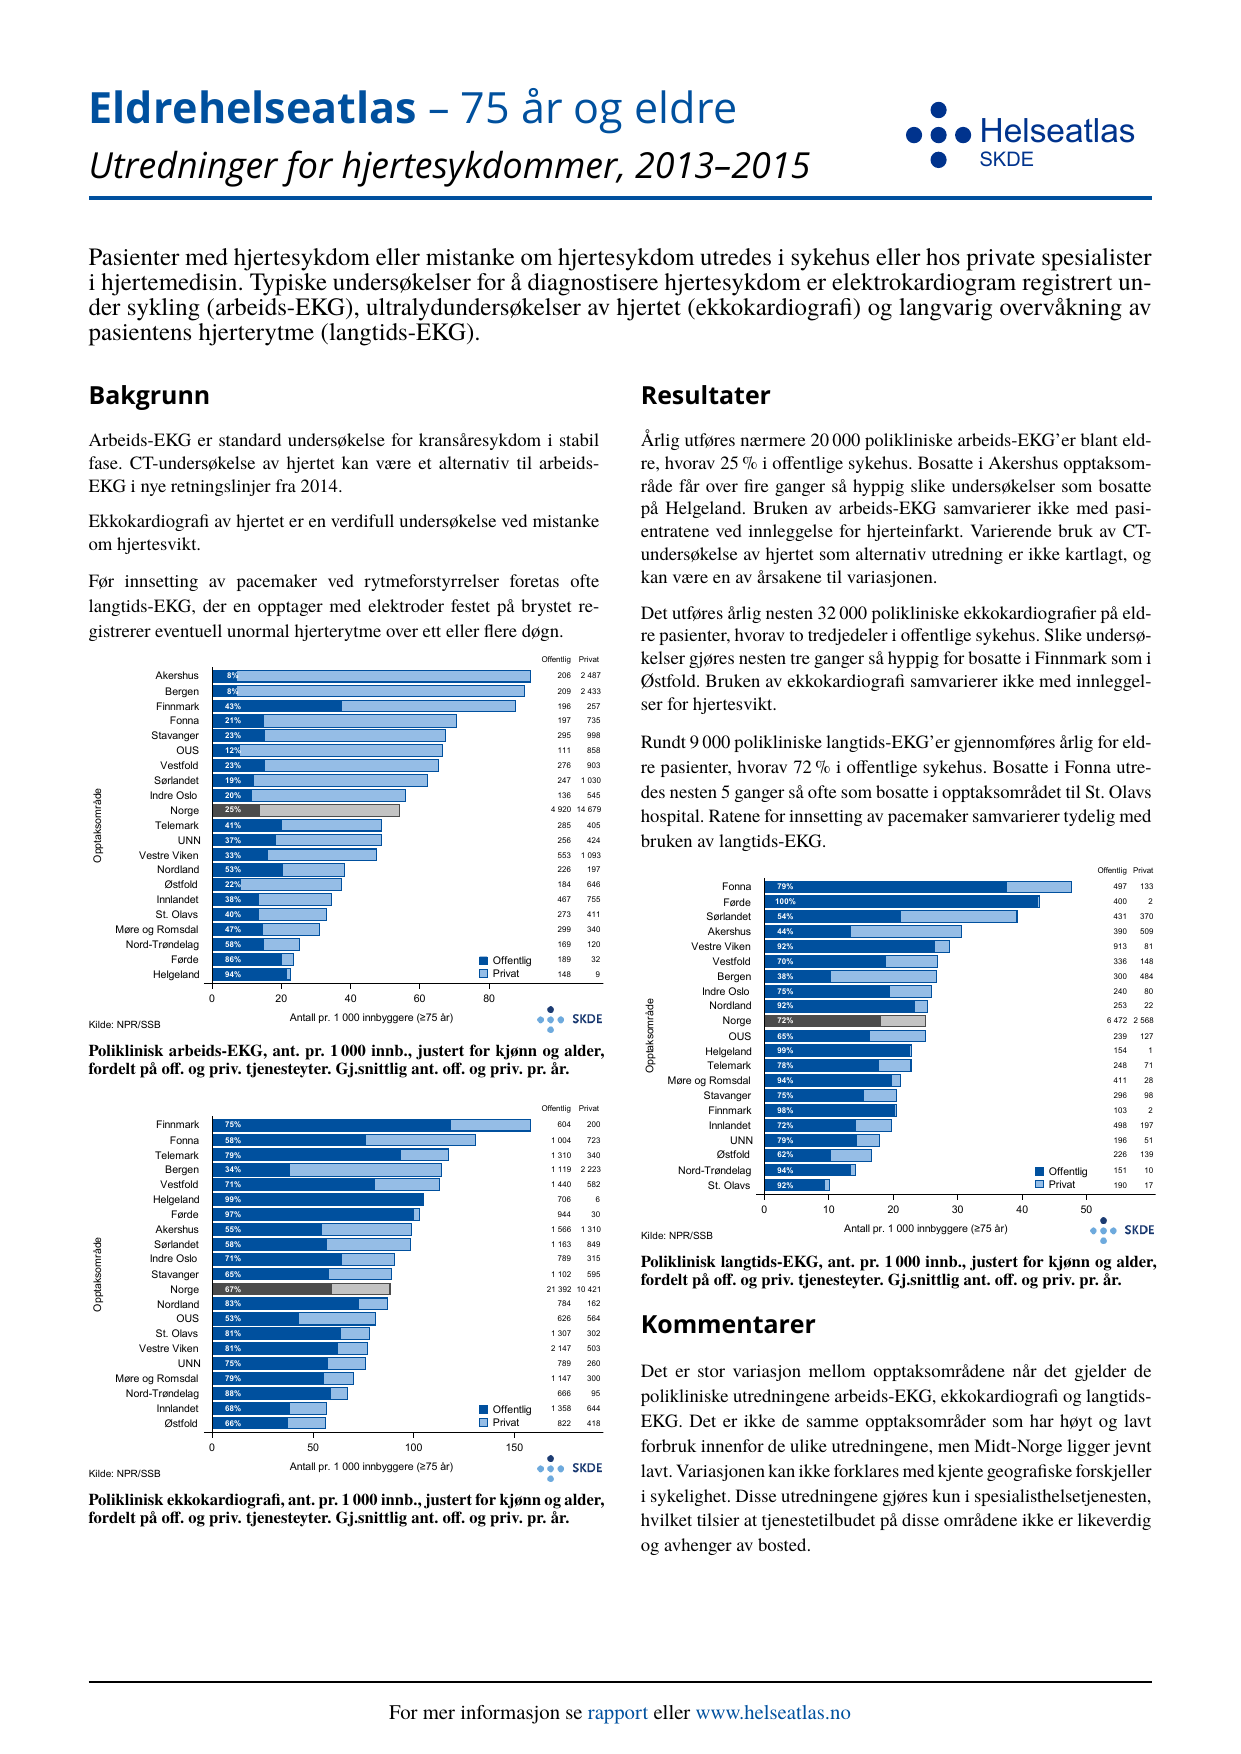 Eldrehelseatlas – 75 år og eldre
Utredninger for hjertesykdommer, 2013–2015
Helseatlas
SKDE
Pasienter med hjertesykdom eller mistanke om hjertesykdom utredes i sykehus eller hos private spesialister
i hjertemedisin. Typiske undersøkelser for å diagnostisere hjertesykdom er elektrokardiogram registrert un-
der sykling (arbeids-EKG), ultralydundersøkelser av hjertet (ekkokardiografi) og langvarig overvåkning av
pasientens hjerterytme (langtids-EKG).
Bakgrunn
Arbeids-EKG er standard undersøkelse for kransåresykdom i stabil
fase. CT-undersøkelse av hjertet kan være et alternativ til arbeids-
EKG i nye retningslinjer fra 2014.
Ekkokardiografi av hjertet er en verdifull undersøkelse ved mistanke
om hjertesvikt.
Før innsetting av pacemaker ved rytmeforstyrrelser foretas ofte
langtids-EKG, der en opptager med elektroder festet på brystet re-
gistrerer eventuell unormal hjerterytme over ett eller flere døgn.
Opptaksområde
Offentlig Privat
Akershus 8% 206 2 487
Bergen 8% 209 2 433
Finnmark 43% 196 257
Fonna 21% 197 735
Stavanger 23% 295 998
OUS 12% 111 858
Vestfold 23% 276 903
Sørlandet 19% 247 1 030
Indre Oslo 20% 136 545
Norge 25% 4 920 14 679
Telemark 41% 285 405
UNN 37% 256 424
Vestre Viken 33% 553 1 093
Nordland 53% 226 197
Østfold 22% 184 646
Innlandet 38% 467 755
St. Olavs 40% 273 411
Møre og Romsdal 47% 299 340
Nord-Trøndelag 58% 169 120
Førde 86% 189 32
Helgeland 94% 148 9
Offentlig
Privat
0 20 40 60 80
Antall pr. 1 000 innbyggere (≥75 år)
Kilde: NPR/SSB
SKDE
Poliklinisk arbeids-EKG, ant. pr. 1 000 innb., justert for kjønn og alder,
fordelt på off. og priv. tjenesteyter. Gj.snittlig ant. off. og priv. pr. år.
Opptaksområde
Offentlig Privat
Finnmark 75% 604 200
Fonna 58% 1 004 723
Telemark 79% 1 310 340
Bergen 34% 1 119 2 223
Vestfold 71% 1 440 582
Helgeland 99% 706 6
Førde 97% 944 30
Akershus 55% 1 566 1 310
Sørlandet 58% 1 163 849
Indre Oslo 71% 789 315
Stavanger 65% 1 102 595
Norge 67% 21 392 10 421
Nordland 83% 784 162
OUS 53% 626 564
St. Olavs 81% 1 307 302
Vestre Viken 81% 2 147 503
UNN 75% 789 260
Møre og Romsdal 79% 1 147 300
Nord-Trøndelag 88% 666 95
Innlandet 68% 1 358 644
Østfold 66% 822 418
Offentlig
Privat
0 50 100 150
Antall pr. 1 000 innbyggere (≥75 år)
Kilde: NPR/SSB
SKDE
Poliklinisk ekkokardiografi, ant. pr. 1 000 innb., justert for kjønn og alder,
fordelt på off. og priv. tjenesteyter. Gj.snittlig ant. off. og priv. pr. år.
Resultater
Årlig utføres nærmere 20 000 polikliniske arbeids-EKG’er blant eld-
re, hvorav 25 % i offentlige sykehus. Bosatte i Akershus opptaksom-
råde får over fire ganger så hyppig slike undersøkelser som bosatte
på Helgeland. Bruken av arbeids-EKG samvarierer ikke med pasi-
entratene ved innleggelse for hjerteinfarkt. Varierende bruk av CT-
undersøkelse av hjertet som alternativ utredning er ikke kartlagt, og
kan være en av årsakene til variasjonen.
Det utføres årlig nesten 32 000 polikliniske ekkokardiografier på eld-
re pasienter, hvorav to tredjedeler i offentlige sykehus. Slike undersø-
kelser gjøres nesten tre ganger så hyppig for bosatte i Finnmark som i
Østfold. Bruken av ekkokardiografi samvarierer ikke med innleggel-
ser for hjertesvikt.
Rundt 9 000 polikliniske langtids-EKG’er gjennomføres årlig for eld-
re pasienter, hvorav 72 % i offentlige sykehus. Bosatte i Fonna utre-
des nesten 5 ganger så ofte som bosatte i opptaksområdet til St. Olavs
hospital. Ratene for innsetting av pacemaker samvarierer tydelig med
bruken av langtids-EKG.
Opptaksområde
Offentlig Privat
Fonna 79% 497 133
Førde 100% 400 2
Sørlandet 54% 431 370
Akershus 44% 390 509
Vestre Viken 92% 913 81
Vestfold 70% 336 148
Bergen 38% 300 484
Indre Oslo 75% 240 80
Nordland 92% 253 22
Norge 72% 6 472 2 568
OUS 65% 239 127
Helgeland 99% 154 1
Telemark 78% 248 71
Møre og Romsdal 94% 411 28
Stavanger 75% 296 98
Finnmark 98% 103 2
Innlandet 72% 498 197
UNN 79% 196 51
Østfold 62% 226 139
Nord-Trøndelag 94% 151 10
St. Olavs 92% 190 17
Offentlig
Privat
0 10 20 30 40 50
Antall pr. 1 000 innbyggere (≥75 år)
Kilde: NPR/SSB
SKDE
Poliklinisk langtids-EKG, ant. pr. 1 000 innb., justert for kjønn og alder,
fordelt på off. og priv. tjenesteyter. Gj.snittlig ant. off. og priv. pr. år.
Kommentarer
Det er stor variasjon mellom opptaksområdene når det gjelder de
polikliniske utredningene arbeids-EKG, ekkokardiografi og langtids-
EKG. Det er ikke de samme opptaksområder som har høyt og lavt
forbruk innenfor de ulike utredningene, men Midt-Norge ligger jevnt
lavt. Variasjonen kan ikke forklares med kjente geografiske forskjeller
i sykelighet. Disse utredningene gjøres kun i spesialisthelsetjenesten,
hvilket tilsier at tjenestetilbudet på disse områdene ikke er likeverdig
og avhenger av bosted.
For mer informasjon se rapport eller www.helseatlas.no